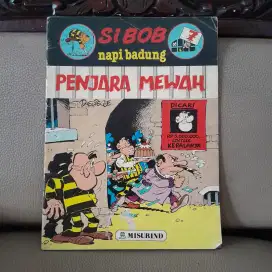 SI BOB
napi badung
PENJARA MEWAH
DICARI
MISURIND